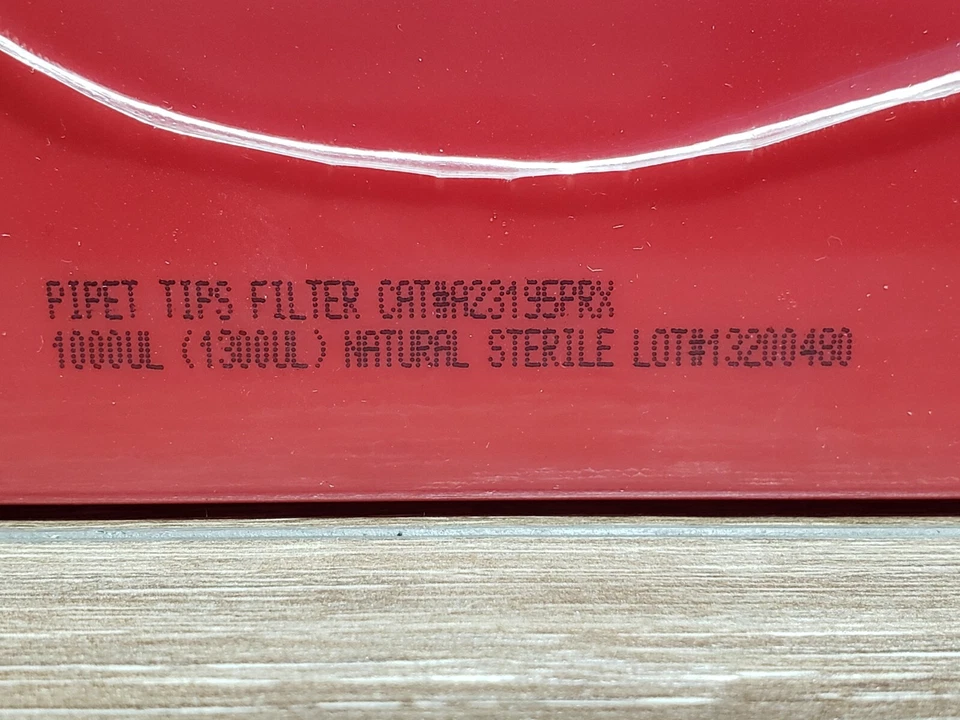 PIPET TIPS FILTER CAT#A23195PRX
1000UL (1300UL) NATURAL STERILE LOT#13200480